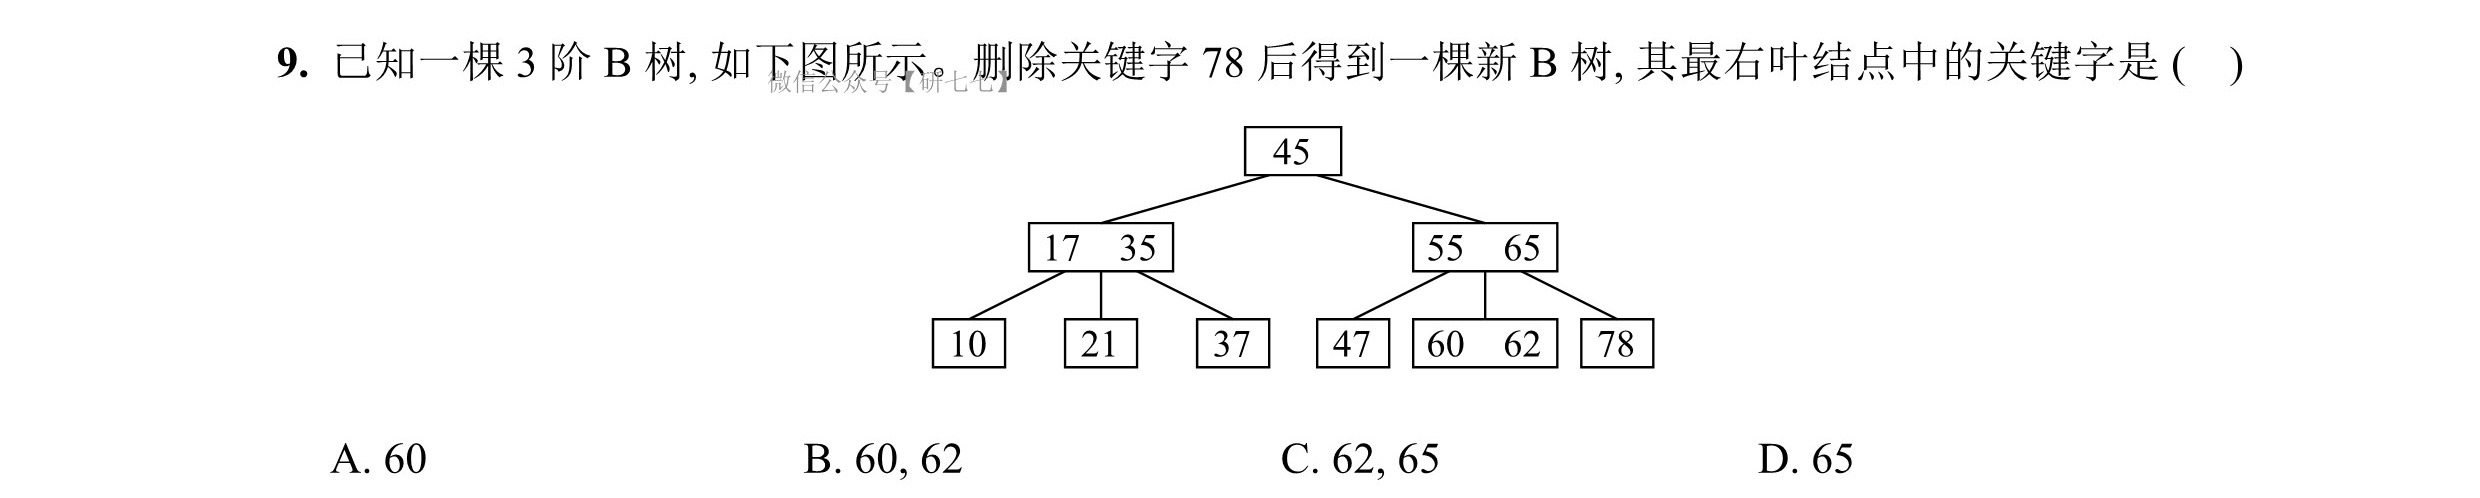 9. 已知一棵 3 阶 B 树, 如下图所示。删除关键字 78 后得到一棵新 B 树, 其最右叶结点中的关键字是 ( )
微信公众号【研七七】
45
17 35 55 65
10 21 37 47 60 62 78
A. 60 B. 60, 62 C. 62, 65 D. 65